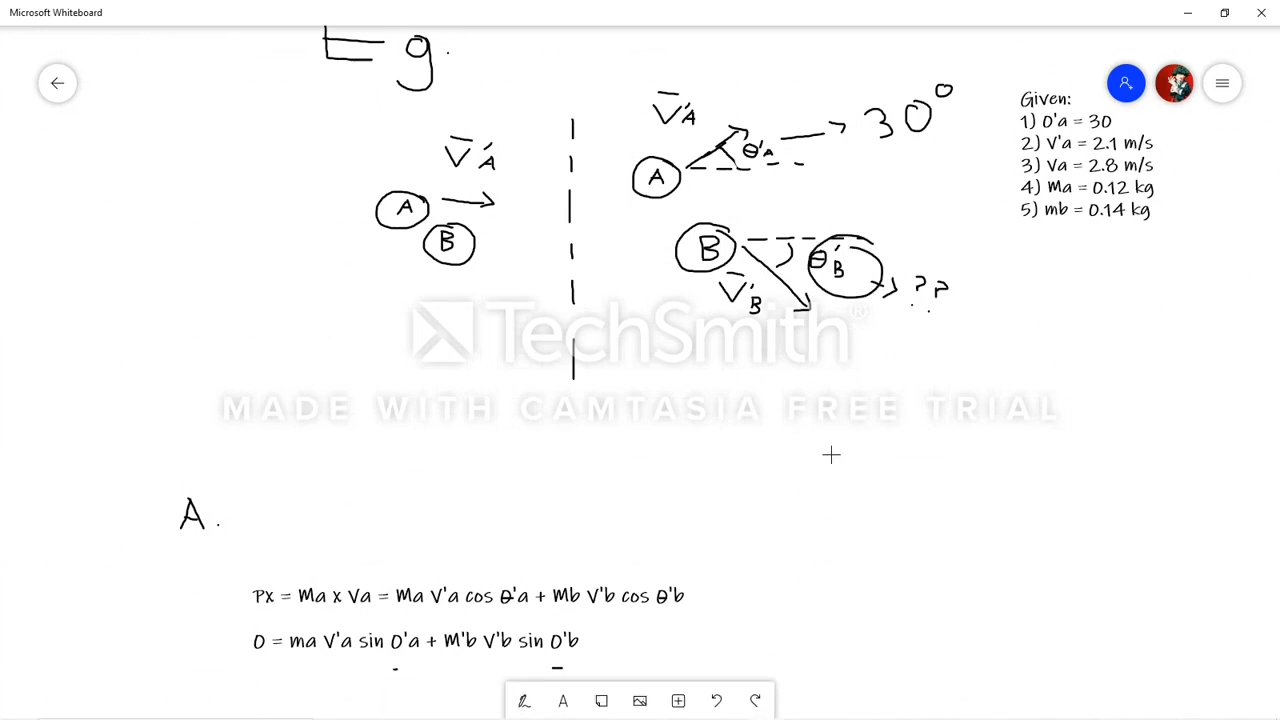 Microsoft Whiteboard
Eg.
V'A
30°
V'A
θ'A
A
A
B
B
θ'B
V'B
??
Given:
1) O'a = 30
2) V'a = 2.1 m/s
3) Va = 2.8 m/s
4) Ma = 0.12 kg
5) mb = 0.14 kg
TechSmith®
MADE WITH CAMTASIA FREE TRIAL
A.
Px = Ma x Va = Ma V'a cos θ'a + Mb V'b cos θ'b
0 = ma V'a sin O'a + M'b V'b sin O'b
A